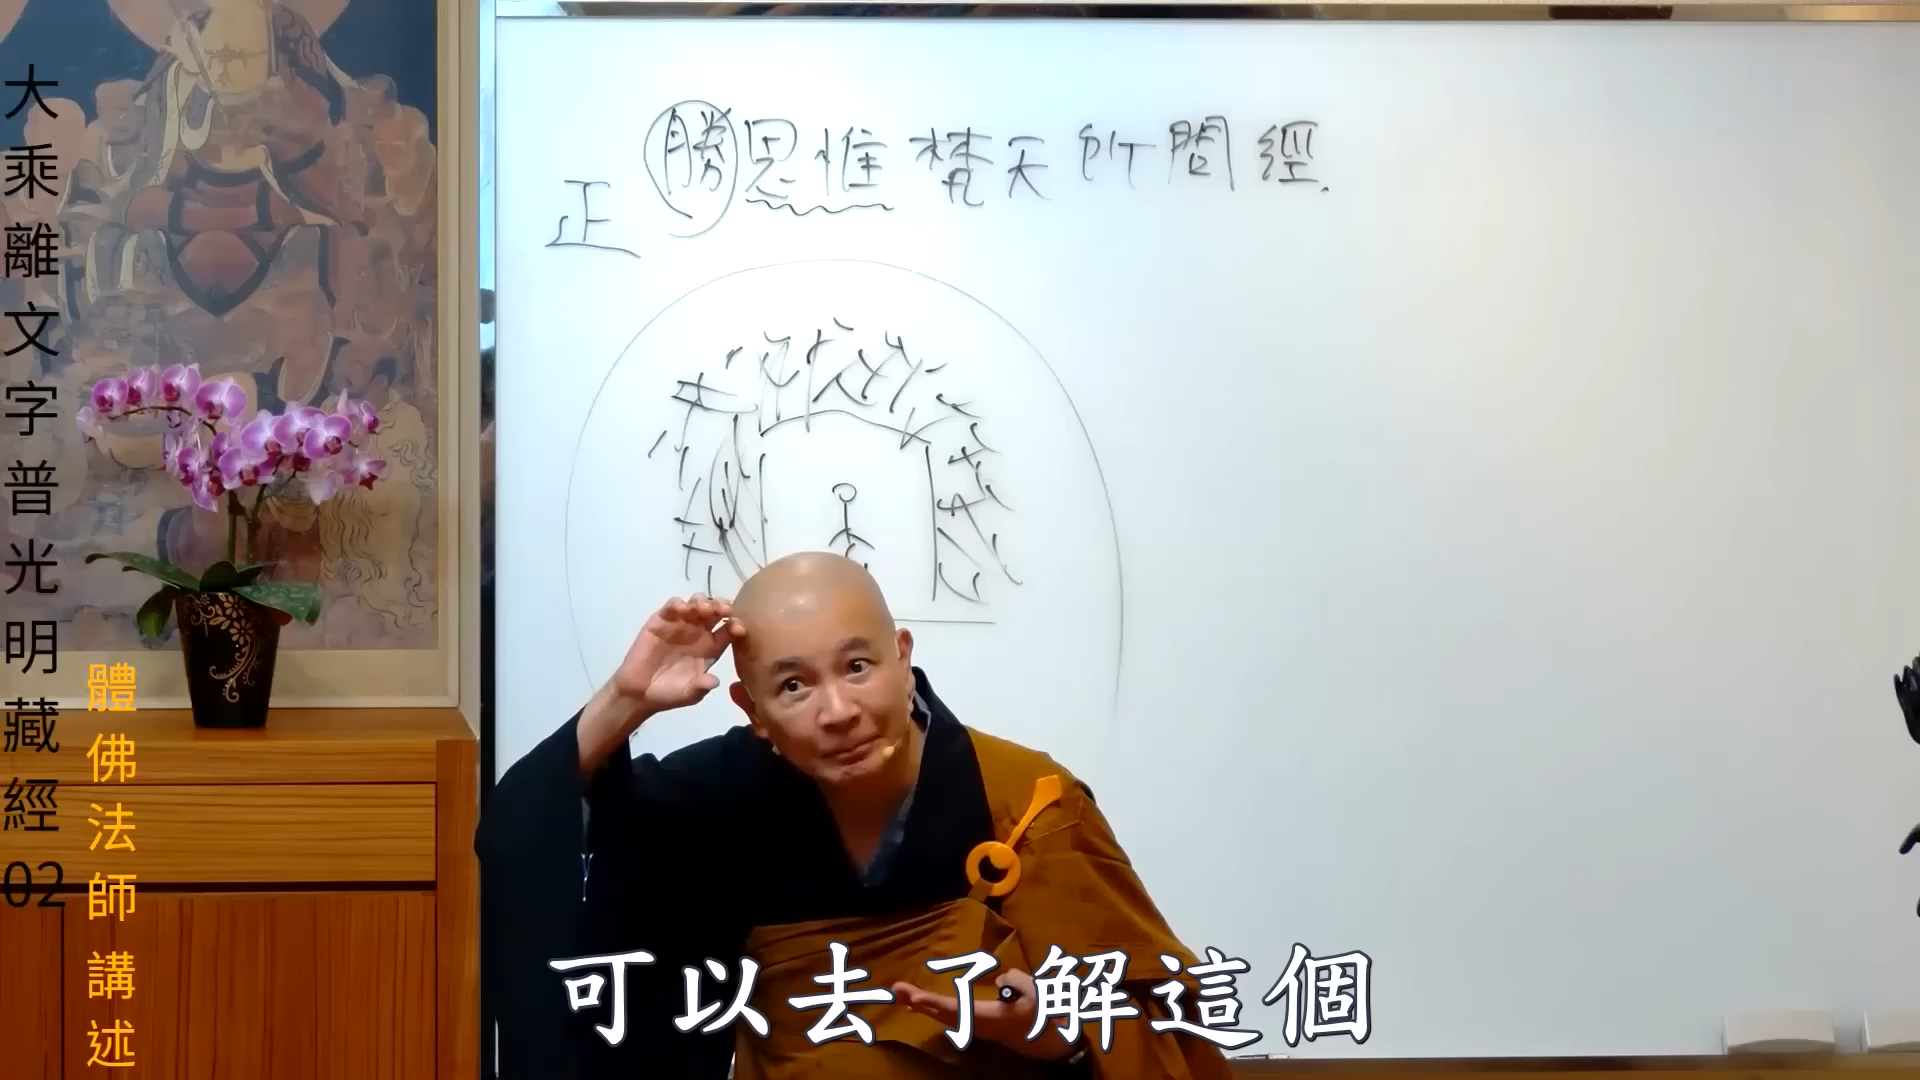 大乘離文字普光明藏經02
體佛法師講述
勝思惟梵天所問經.
正
可以去了解這個